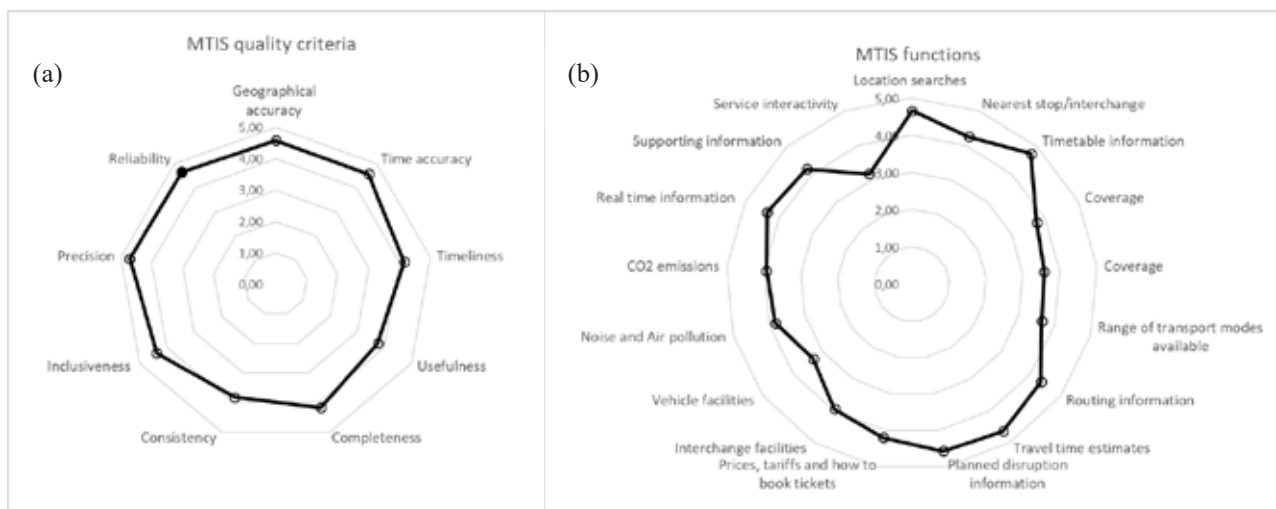 (a)
MTIS quality criteria
Geographical
accuracy
5,00
4,00
3,00
2,00
1,00
0,00
Time accuracy
Timeliness
Usefulness
Completeness
Consistency
Inclusiveness
Precision
Reliability
(b)
MTIS functions
Location searches
5,00
4,00
3,00
2,00
1,00
0,00
Nearest stop/interchange
Timetable information
Coverage
Coverage
Range of transport modes
available
Routing information
Travel time estimates
Planned disruption
information
Prices, tariffs and how to
book tickets
Interchange facilities
Vehicle facilities
Noise and Air pollution
CO2 emissions
Real time information
Supporting information
Service interactivity